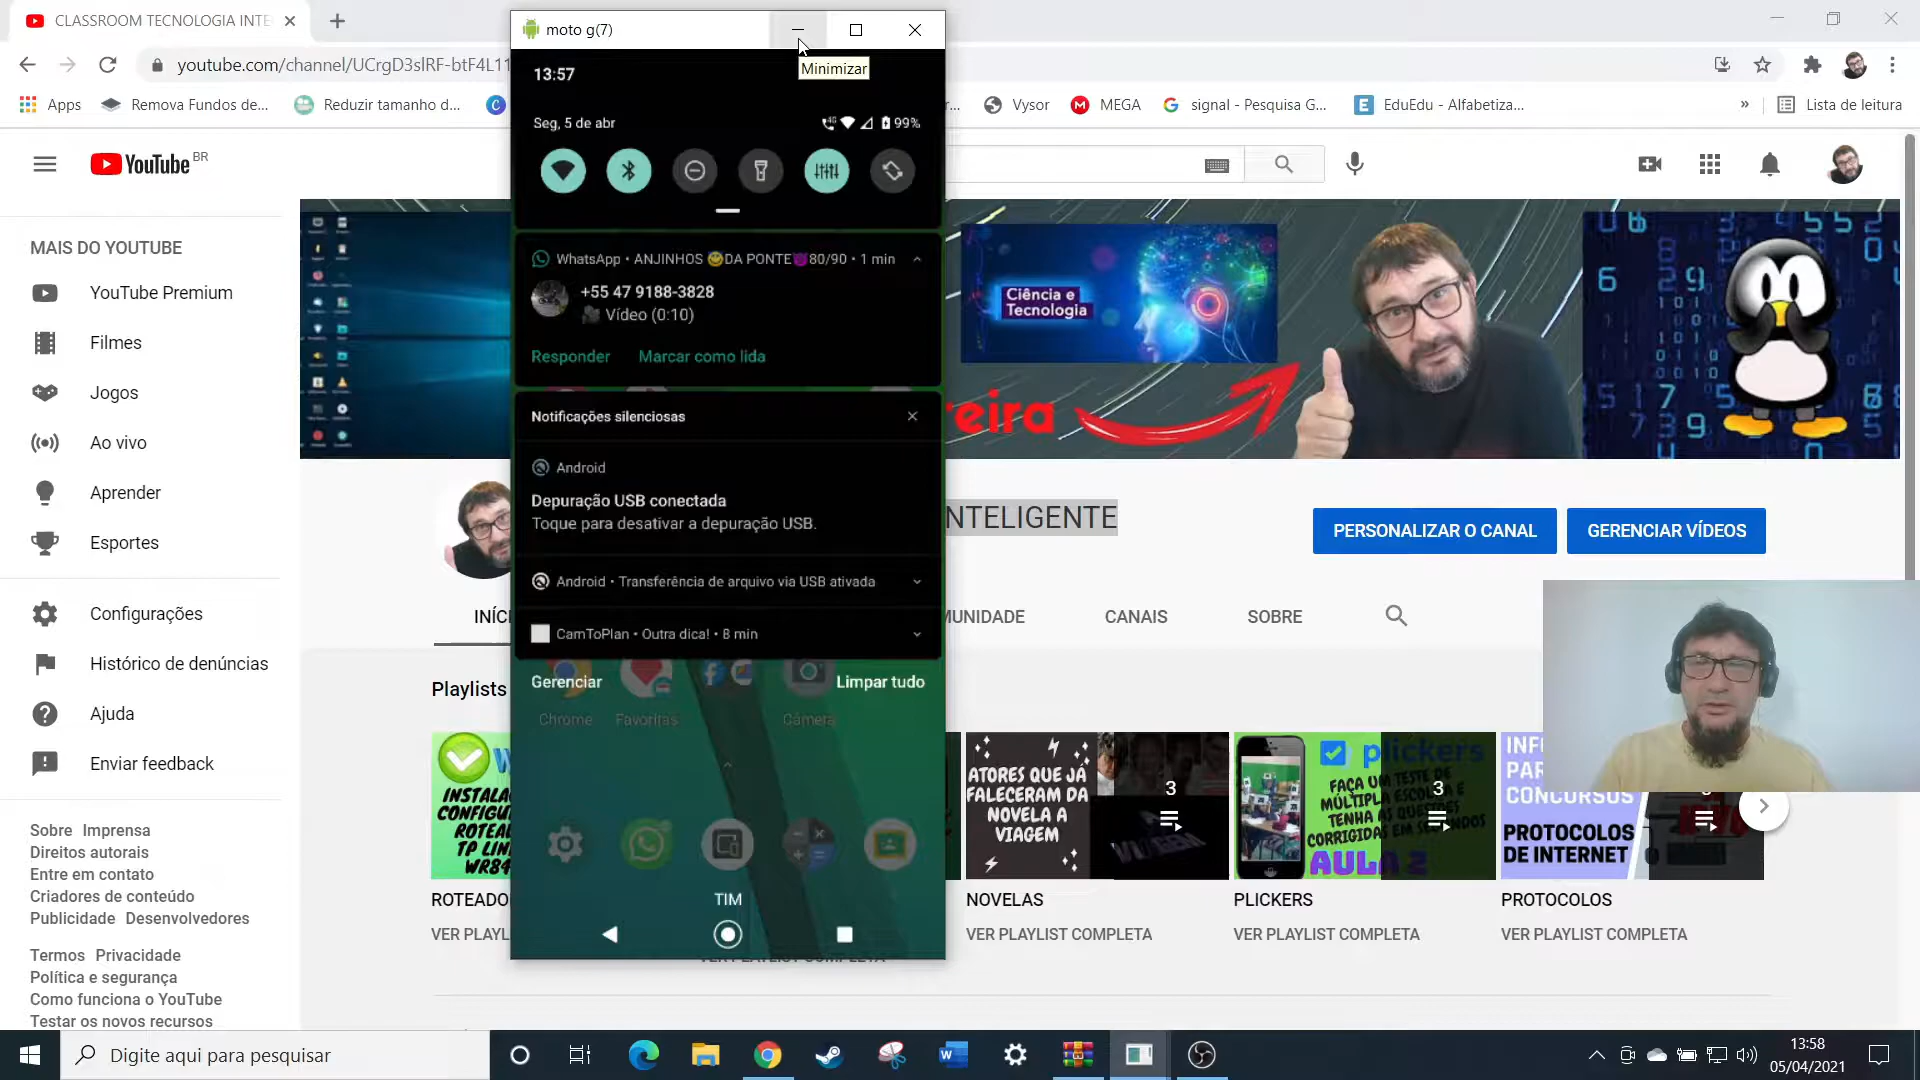 CLASSROOM TECNOLOGIA INTE
moto g(7)
Minimizar
youtube.com/channel/UCrgD3slRF-btF4L11
Apps
Remova Fundos de...
Reduzir tamanho d...
Vysor
MEGA
signal - Pesquisa G...
EduEdu - Alfabetiza...
»
Lista de leitura
YouTube BR
MAIS DO YOUTUBE
YouTube Premium
Filmes
Jogos
Ao vivo
Aprender
Esportes
Configurações
Histórico de denúncias
Ajuda
Enviar feedback
Sobre Imprensa
Direitos autorais
Entre em contato
Criadores de conteúdo
Publicidade Desenvolvedores
Termos Privacidade
Política e segurança
Como funciona o YouTube
Testar os novos recursos
13:57
Seg, 5 de abr
4G
99%
WhatsApp • ANJINHOS 😇DA PONTE😈80/90 • 1 min
+55 47 9188-3828
🎥 Vídeo (0:10)
Responder Marcar como lida
Notificações silenciosas
Android
Depuração USB conectada
Toque para desativar a depuração USB.
Android • Transferência de arquivo via USB ativada
CamToPlan • Outra dica! • 8 min
Gerenciar
Limpar tudo
Chrome
Favoritas
Câmera
TIM
Ciência e
Tecnologia
reira
NTELIGENTE
PERSONALIZAR O CANAL
GERENCIAR VÍDEOS
INÍC
MUNIDADE
CANAIS
SOBRE
Playlists
INSTALA
CONFIGU
ROTEAD
TP LIN
WR84
ROTEADO
VER PLAYL
ATORES QUE JÁ
FALECERAM DA
NOVELA A
VIAGEM
3
NOVELAS
VER PLAYLIST COMPLETA
plickers
FAÇA UM TESTE DE
MÚLTIPLA ESCOLHA E
TENHA AS QUESTÕES
CORRIGIDAS EM SEGUNDOS
AULA 2
3
PLICKERS
VER PLAYLIST COMPLETA
INF
PAR
CONCURSOS
PROTOCOLOS
DE INTERNET
PROTOCOLOS
VER PLAYLIST COMPLETA
VER PLAYLIST COMPLETA
Digite aqui para pesquisar
13:58
05/04/2021